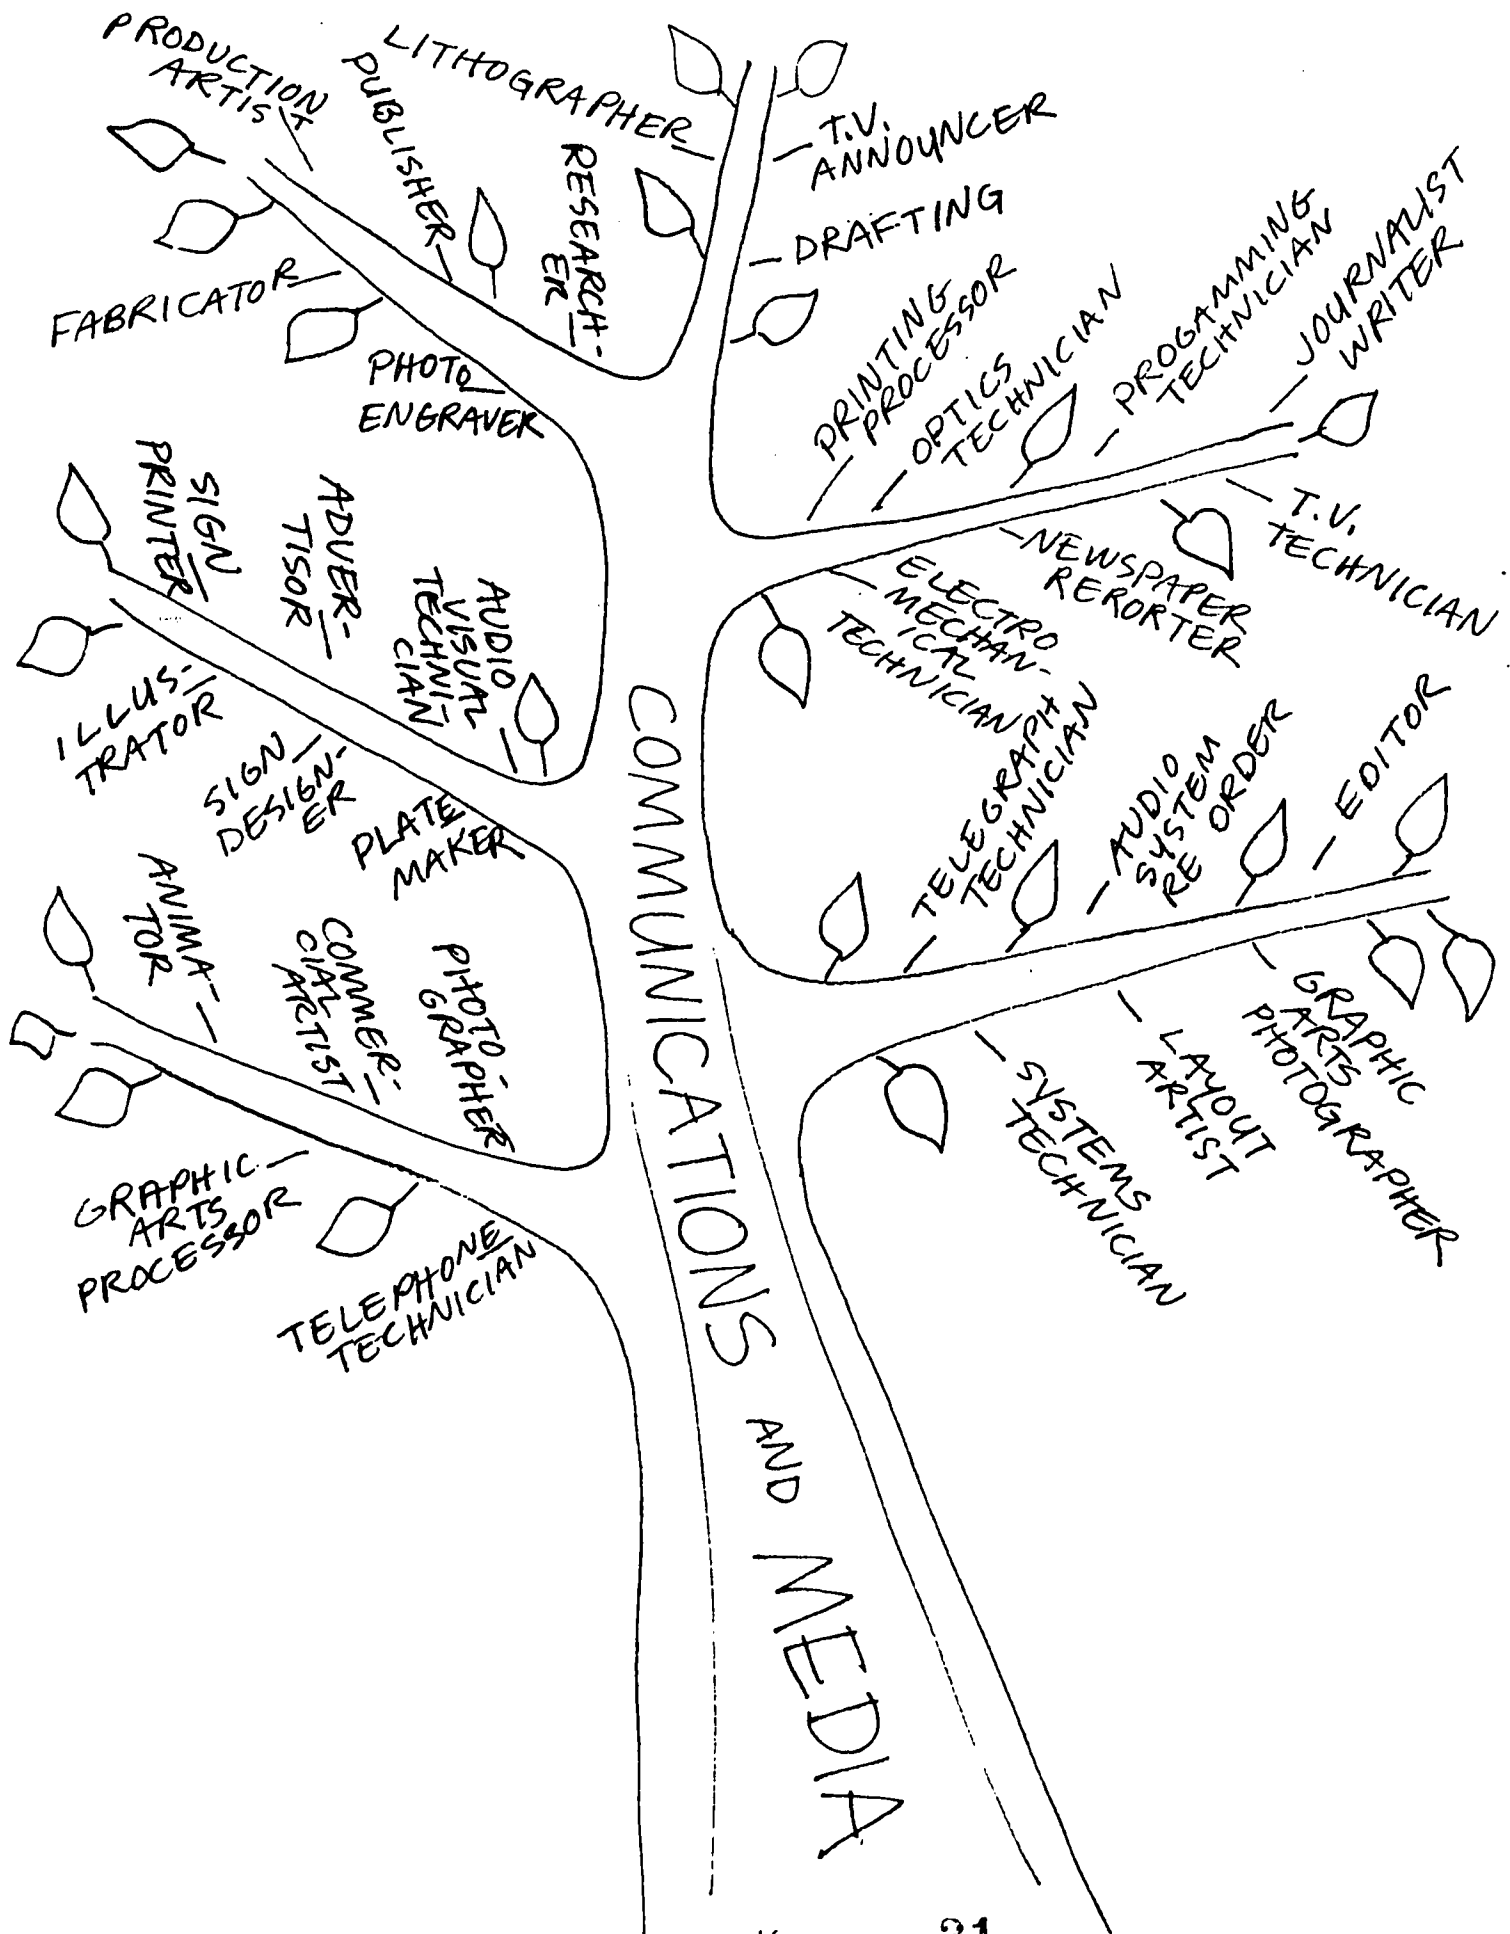 PRODUCTION
ARTIST
PUBLISHER
LITHOGRAPHER
RESEARCH-
ER
T.V.
ANNOUNCER
DRAFTING
FABRICATOR
PHOTO
ENGRAVER
PRINTING
PROCESSOR
OPTICS
TECHNICIAN
PROGAMMING
TECHNICIAN
JOURNALIST
WRITER
T.V.
TECHNICIAN
NEWSPAPER
RERORTER
ELECTRO
MECHAN-
ICAL
TECHNICIAN
SIGN
PRINTER
ADVER-
TISOR
AUDIO
VISUAL
TECHNI-
CIAN
ILLUS-
TRATOR
SIGN
DESIGN-
ER
PLATE
MAKER
TELEGRAPH
TECHNICIAN
AUDIO
SYSTEM
RE ORDER
EDITOR
ANIMA-
TOR
COMMER-
CIAL
ARTIST
PHOTO-
GRAPHER
GRAPHIC
ARTS
PHOTOGRAPHER
LAYOUT
ARTIST
SYSTEMS
TECHNICIAN
GRAPHIC
ARTS
PROCESSOR
TELEPHONE
TECHNICIAN
COMMUNICATIONS AND MEDIA